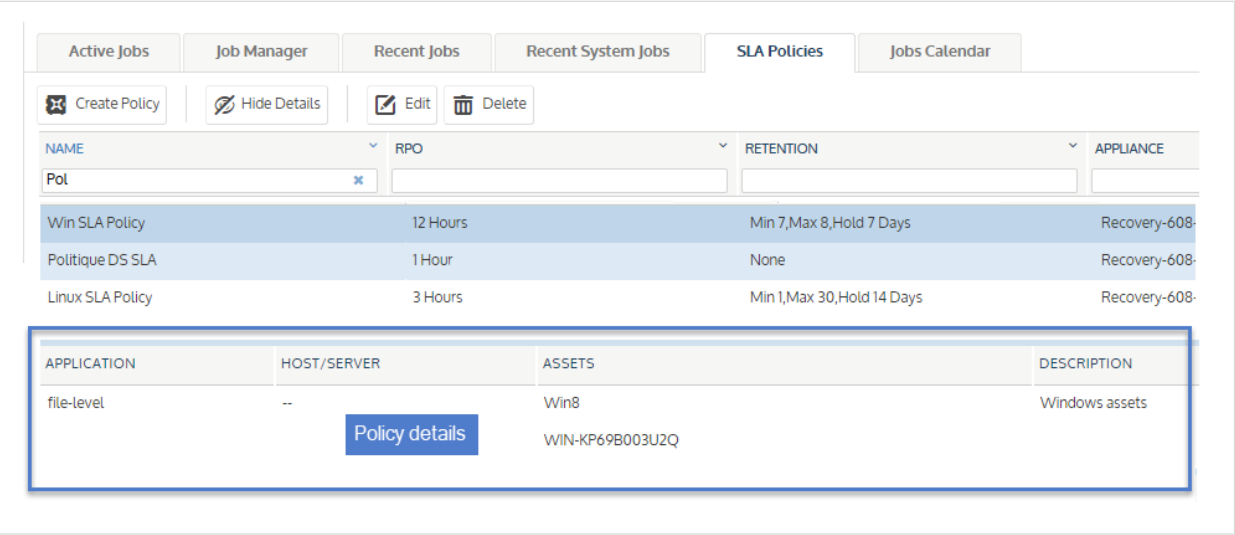 Active Jobs Job Manager Recent Jobs Recent System Jobs SLA Policies Jobs Calendar
Create Policy Hide Details Edit Delete
NAME RPO RETENTION APPLIANCE
Pol
Win SLA Policy 12 Hours Min 7,Max 8,Hold 7 Days Recovery-608-
Politique DS SLA 1 Hour None Recovery-608-
Linux SLA Policy 3 Hours Min 1,Max 30,Hold 14 Days Recovery-608-
APPLICATION HOST/SERVER ASSETS DESCRIPTION
file-level -- Win8 Windows assets
Policy details WIN-KP69B003U2Q